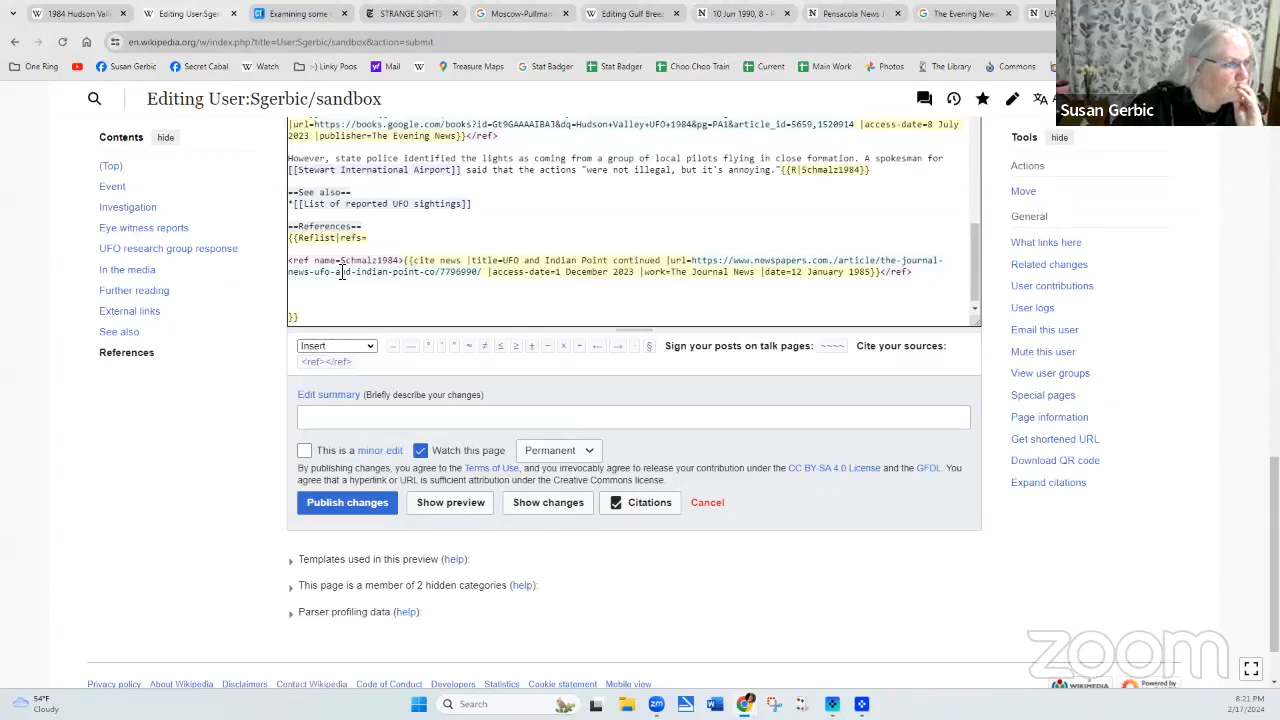 1984 Hudson Val
Editing User:Sger
Examining some
STRANGE SIGHTS
Moscow-Pullman
Editing Gulf Bree
10 Jun 1990, 8 - F
Pensacola News
The Evening New
UFO
en.wikipedia.org/w/index.php?title=User:Sgerbic/sandbox&action=submit
One Ring
Susan Gerbic
Secret Cabal
Watch
:-) Linky Poo
Mail
Treasure Maps
Stat Badger
Stat Badger
Choo Choo Train
Current
Main Work
Photos
The Library
Commons
Editing User:Sgerbic/sandbox
Susan Gerbic
Contents hide
(Top)
Event
Investigation
Eye witness reports
UFO research group response
In the media
Further reading
External links
See also
References
|url=https://news.google.com/newspapers?id=Gt9GAAAAIBAJ&dq=Hudson+Valley+UFO+1984&pg=PA1&article_id=5659,1520914 |access-date=8 July
2023 |publisher=The Evening News}}</ref>
However, state police identified the lights as coming from a group of local pilots flying in close formation. A spokesman for
[[Stewart International Airport]] said that the actions "were not illegal, but it's annoying."{{R|Schmalz1984}}
==See also==
*[[List of reported UFO sightings]]
==References==
{{Reflist|refs=
<ref name=Schmalz1984>{{cite news |title=UFO and Indian Point continued |url=https://www.newspapers.com./article/the-journal-
news-ufo-and-indian-point-co/7796990/ |access-date=1 December 2023 |work=The Journal News |date=12 January 1985}}</ref>
}}
Insert
– — ° ′ ″ ≈ ≠ ≤ ≥ ± − × ÷ ← → · §
Sign your posts on talk pages: ~~~~ Cite your sources:
<ref></ref>
Edit summary (Briefly describe your changes)
This is a minor edit
Watch this page
Permanent
By publishing changes, you agree to the Terms of Use, and you irrevocably agree to release your contribution under the CC BY-SA 4.0 License and the GFDL. You
agree that a hyperlink or URL is sufficient attribution under the Creative Commons license.
Publish changes
Show preview
Show changes
Citations
Cancel
Templates used in this preview (help):
This page is a member of 2 hidden categories (help):
Parser profiling data (help):
Tools hide
Actions
Move
General
What links here
Related changes
User contributions
User logs
Email this user
Mute this user
View user groups
Special pages
Page information
Get shortened URL
Download QR code
Expand citations
zoom
Privacy policy
About Wikipedia
Disclaimers
Contact Wikipedia
Code of Conduct
Developers
Statistics
Cookie statement
Mobile view
WIKIMEDIA
Powered by
54°F
Cloudy
Search
8:21 PM
2/17/2024